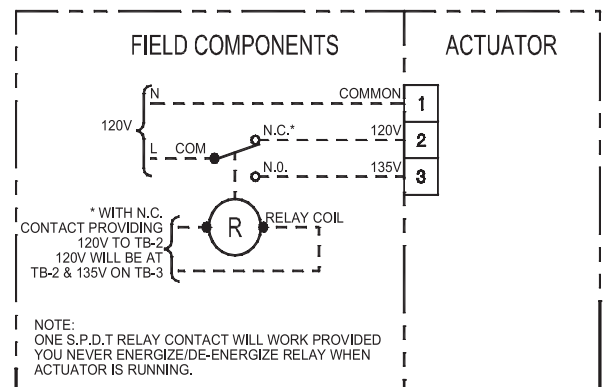 FIELD COMPONENTS
ACTUATOR
N
COMMON
1
120V
N.C.*
120V
2
L
COM
N.0.
135V
3
* WITH N.C.
CONTACT PROVIDING
120V TO TB-2
120V WILL BE AT
TB-2 & 135V ON TB-3
R
RELAY COIL
NOTE:
ONE S.P.D.T RELAY CONTACT WILL WORK PROVIDED
YOU NEVER ENERGIZE/DE-ENERGIZE RELAY WHEN
ACTUATOR IS RUNNING.